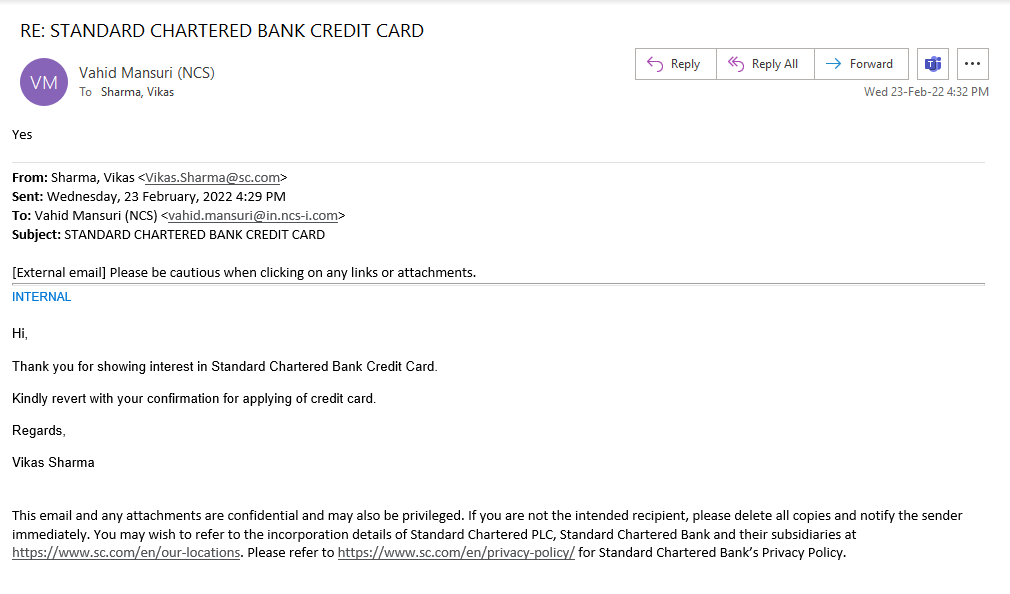 RE: STANDARD CHARTERED BANK CREDIT CARD
VM
Vahid Mansuri (NCS)
To Sharma, Vikas
Reply
Reply All
Forward
Wed 23-Feb-22 4:32 PM
Yes
From: Sharma, Vikas <Vikas.Sharma@sc.com>
Sent: Wednesday, 23 February, 2022 4:29 PM
To: Vahid Mansuri (NCS) <vahid.mansuri@in.ncs-i.com>
Subject: STANDARD CHARTERED BANK CREDIT CARD
[External email] Please be cautious when clicking on any links or attachments.
INTERNAL
Hi,
Thank you for showing interest in Standard Chartered Bank Credit Card.
Kindly revert with your confirmation for applying of credit card.
Regards,
Vikas Sharma
This email and any attachments are confidential and may also be privileged. If you are not the intended recipient, please delete all copies and notify the sender
immediately. You may wish to refer to the incorporation details of Standard Chartered PLC, Standard Chartered Bank and their subsidiaries at
https://www.sc.com/en/our-locations. Please refer to https://www.sc.com/en/privacy-policy/ for Standard Chartered Bank’s Privacy Policy.